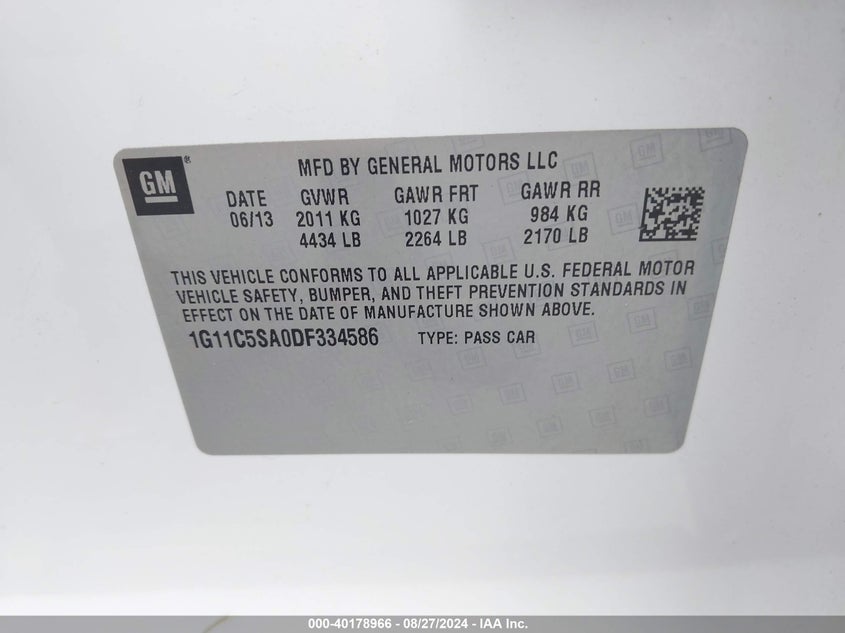 GM®
MFD BY GENERAL MOTORS LLC
DATE GVWR GAWR FRT GAWR RR
06/13 2011 KG 1027 KG 984 KG
4434 LB 2264 LB 2170 LB
THIS VEHICLE CONFORMS TO ALL APPLICABLE U.S. FEDERAL MOTOR
VEHICLE SAFETY, BUMPER, AND THEFT PREVENTION STANDARDS IN
EFFECT ON THE DATE OF MANUFACTURE SHOWN ABOVE.
1G11C5SA0DF334586 TYPE: PASS CAR
000-40178966 - 08/27/2024 - IAA Inc.